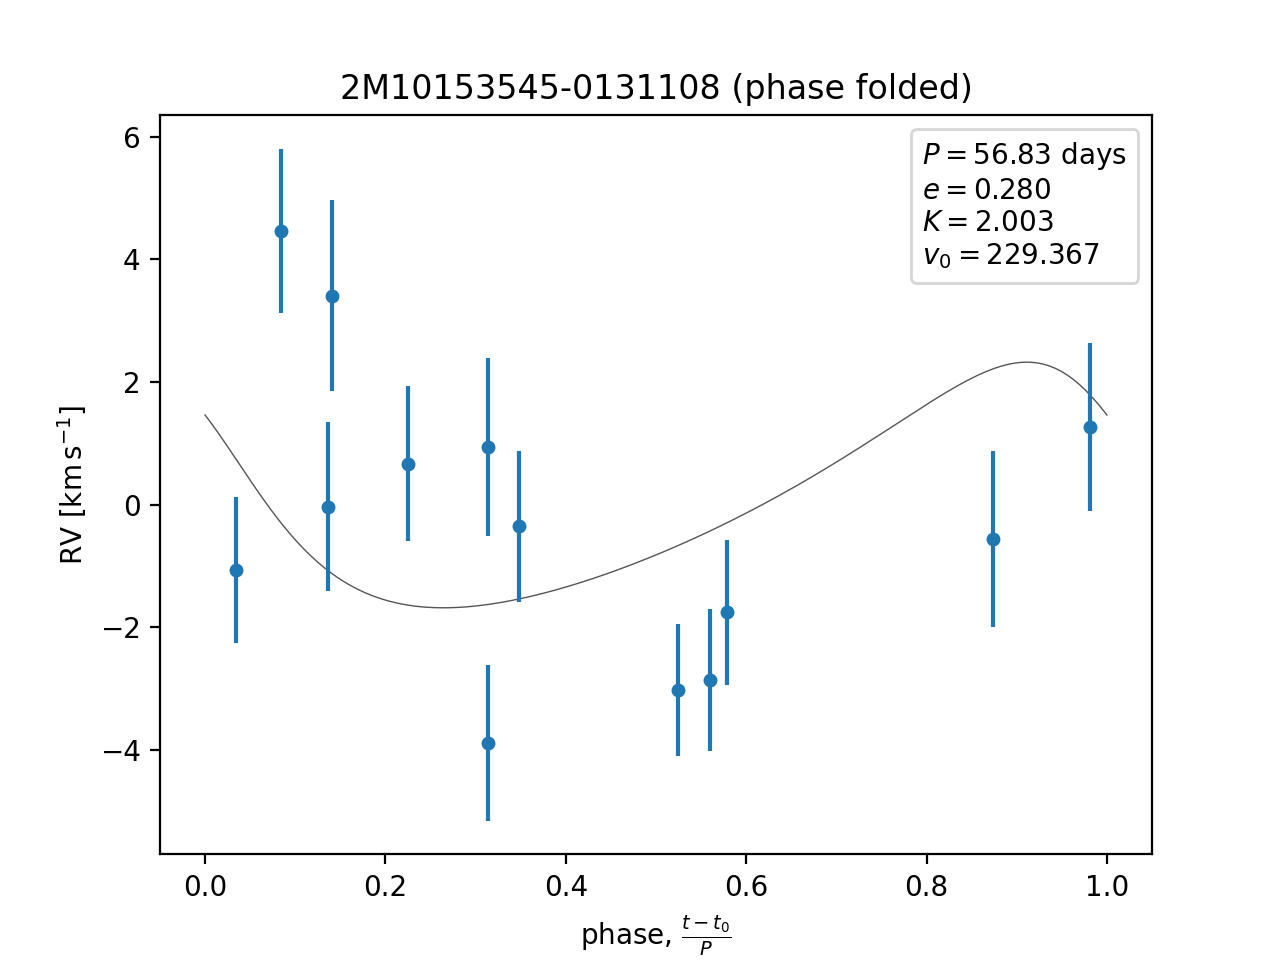 2M10153545-0131108 (phase folded)
P = 56.83 days
e = 0.280
K = 2.003
v₀ = 229.367
RV [km s⁻¹]
6
4
2
0
−2
−4
0.0 0.2 0.4 0.6 0.8 1.0
phase, (t − t₀)/P